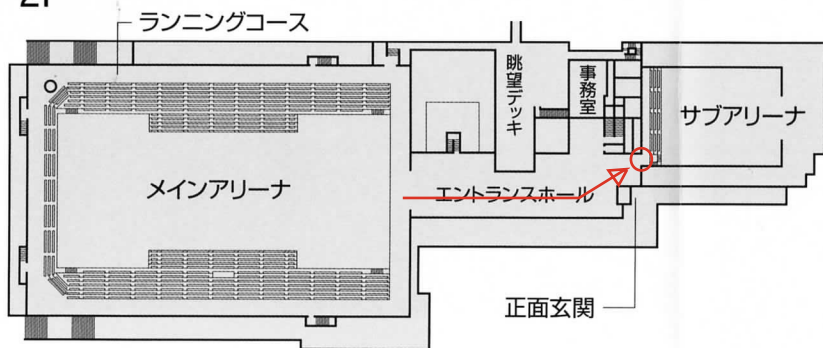 2F
ランニングコース
眺望デッキ
事務室
サブアリーナ
メインアリーナ
エントランスホール
正面玄関